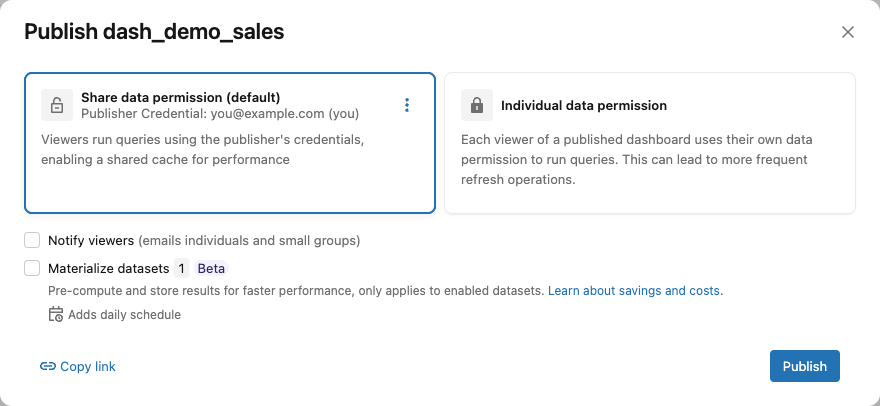 Publish dash_demo_sales
Share data permission (default)
Publisher Credential: you@example.com (you)
Viewers run queries using the publisher's credentials,
enabling a shared cache for performance
Individual data permission
Each viewer of a published dashboard uses their own data
permission to run queries. This can lead to more frequent
refresh operations.
Notify viewers (emails individuals and small groups)
Materialize datasets 1 Beta
Pre-compute and store results for faster performance, only applies to enabled datasets. Learn about savings and costs.
Adds daily schedule
Copy link
Publish